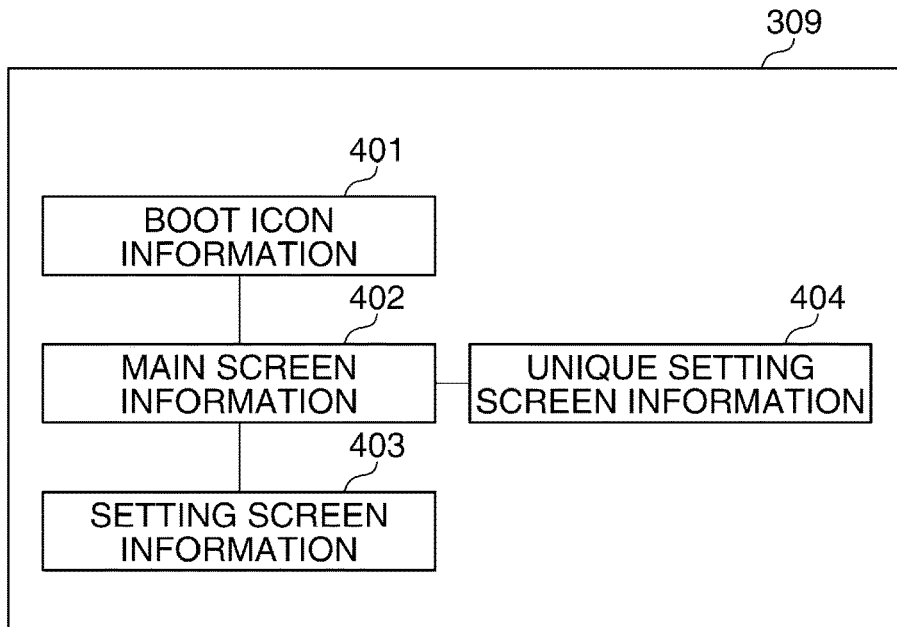 309
401
BOOT ICON
INFORMATION
402
MAIN SCREEN
INFORMATION
404
UNIQUE SETTING
SCREEN INFORMATION
403
SETTING SCREEN
INFORMATION